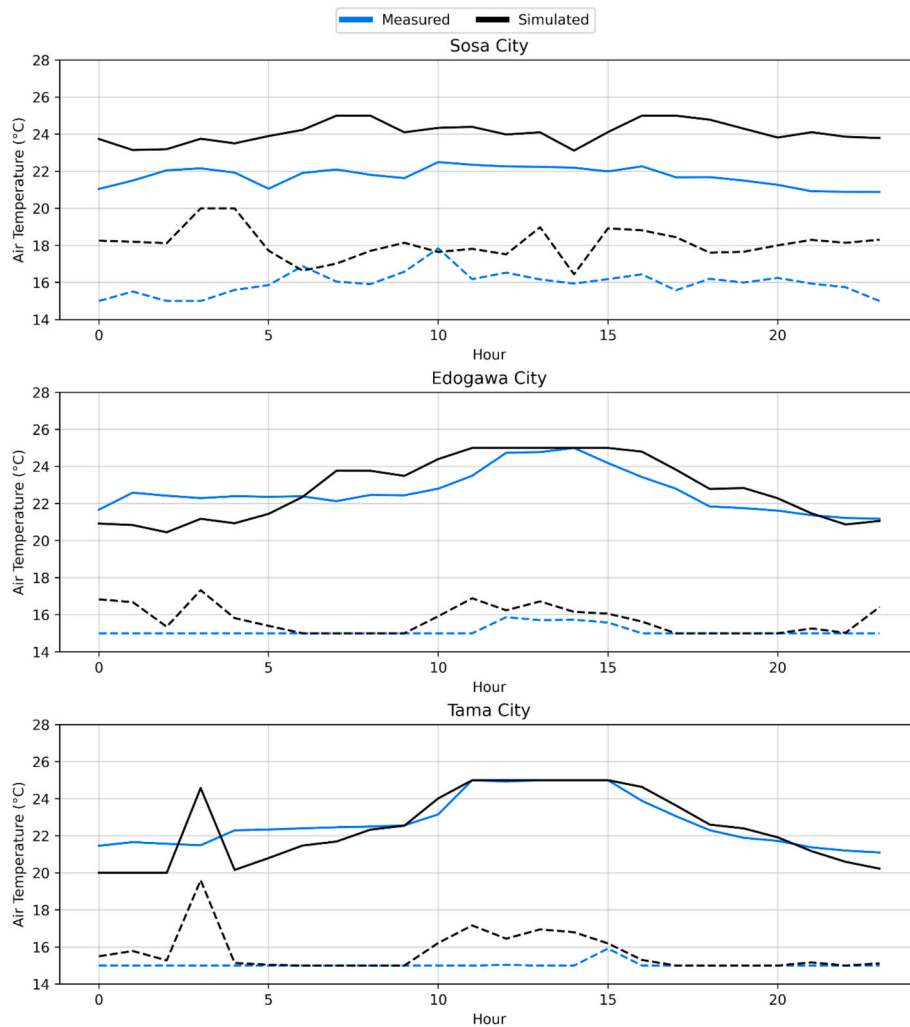 Measured Simulated
Sosa City
28
26
24
22
20
18
16
14
Air Temperature (°C)
0 5 10 15 20
Hour
Edogawa City
28
26
24
22
20
18
16
14
Air Temperature (°C)
0 5 10 15 20
Hour
Tama City
28
26
24
22
20
18
16
14
Air Temperature (°C)
0 5 10 15 20
Hour